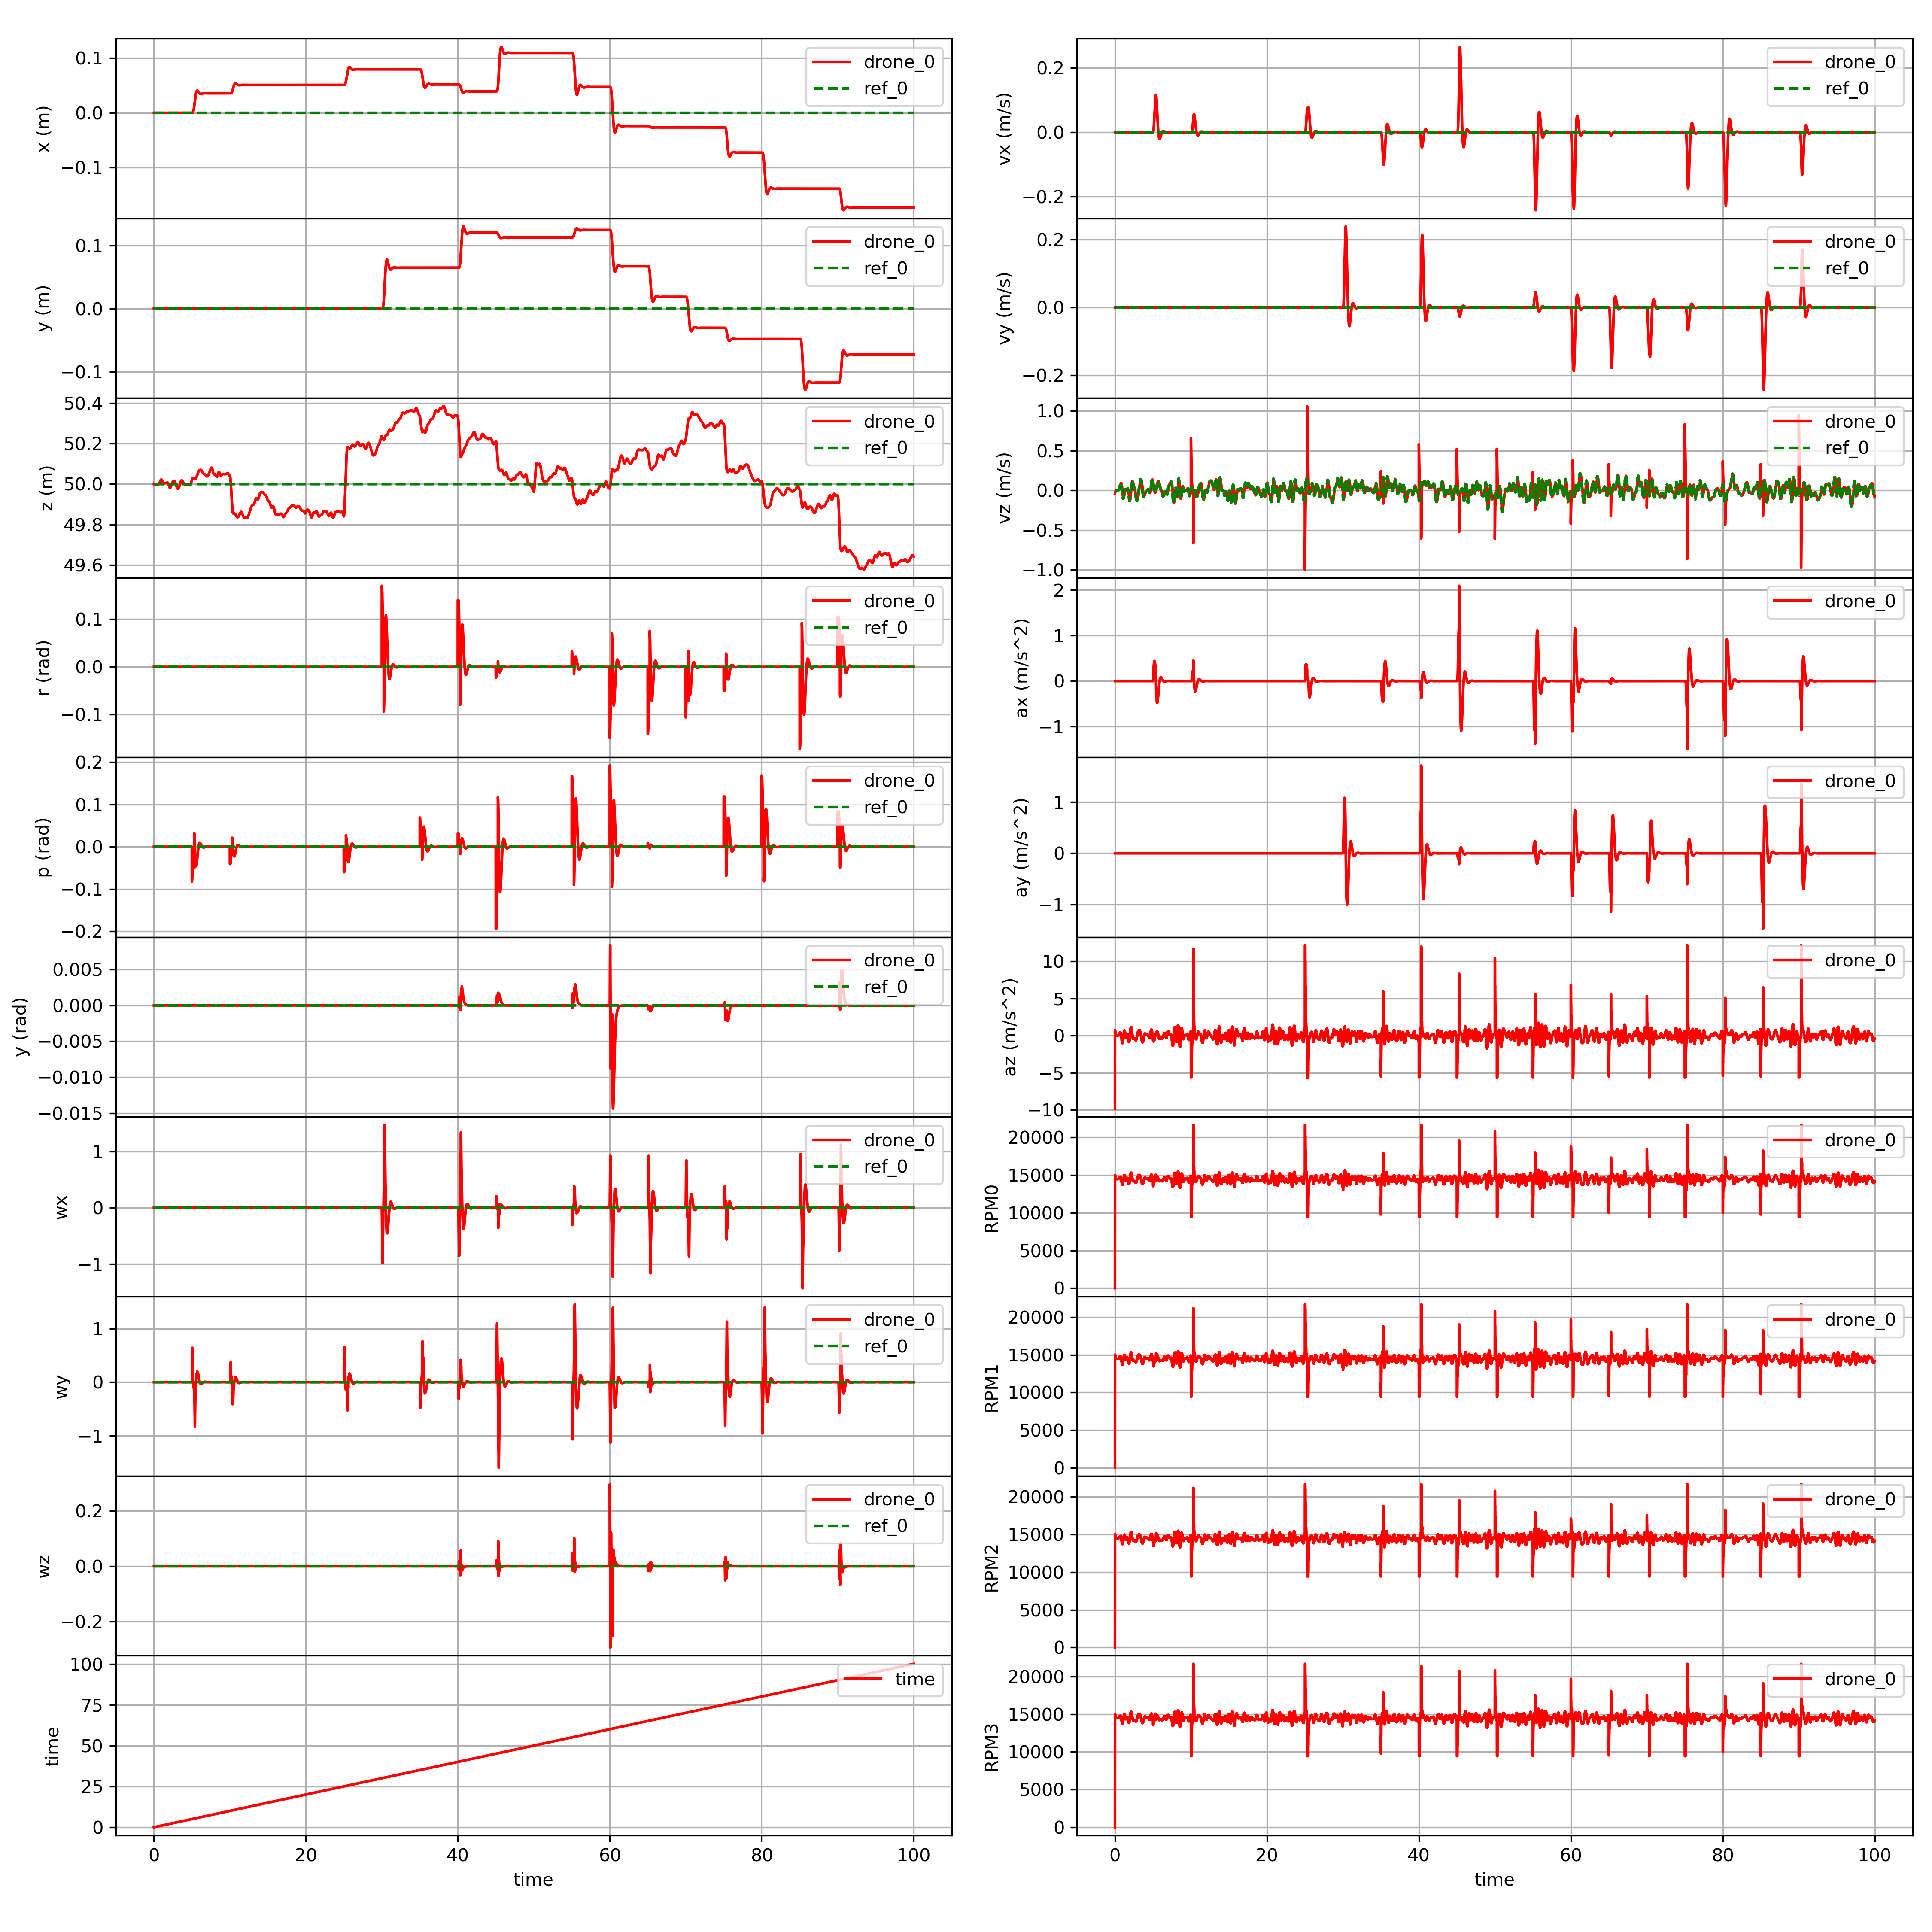 0.1
0.0
−0.1
x (m)
drone_0
ref_0
0.1
0.0
−0.1
y (m)
drone_0
ref_0
50.4
50.2
50.0
49.8
49.6
z (m)
drone_0
ref_0
0.1
0.0
−0.1
r (rad)
drone_0
ref_0
0.2
0.1
0.0
−0.1
−0.2
p (rad)
drone_0
ref_0
0.005
0.000
−0.005
−0.010
−0.015
y (rad)
drone_0
ref_0
1
0
−1
wx
drone_0
ref_0
1
0
−1
wy
drone_0
ref_0
0.2
0.0
−0.2
wz
drone_0
ref_0
100
75
50
25
0
time
time
0 20 40 60 80 100
time
0.2
0.0
−0.2
vx (m/s)
drone_0
ref_0
0.2
0.0
−0.2
vy (m/s)
drone_0
ref_0
1.0
0.5
0.0
−0.5
−1.0
vz (m/s)
drone_0
ref_0
2
1
0
−1
ax (m/s^2)
drone_0
1
0
−1
ay (m/s^2)
drone_0
10
5
0
−5
−10
az (m/s^2)
drone_0
20000
15000
10000
5000
0
RPM0
drone_0
20000
15000
10000
5000
0
RPM1
drone_0
20000
15000
10000
5000
0
RPM2
drone_0
20000
15000
10000
5000
0
RPM3
drone_0
0 20 40 60 80 100
time